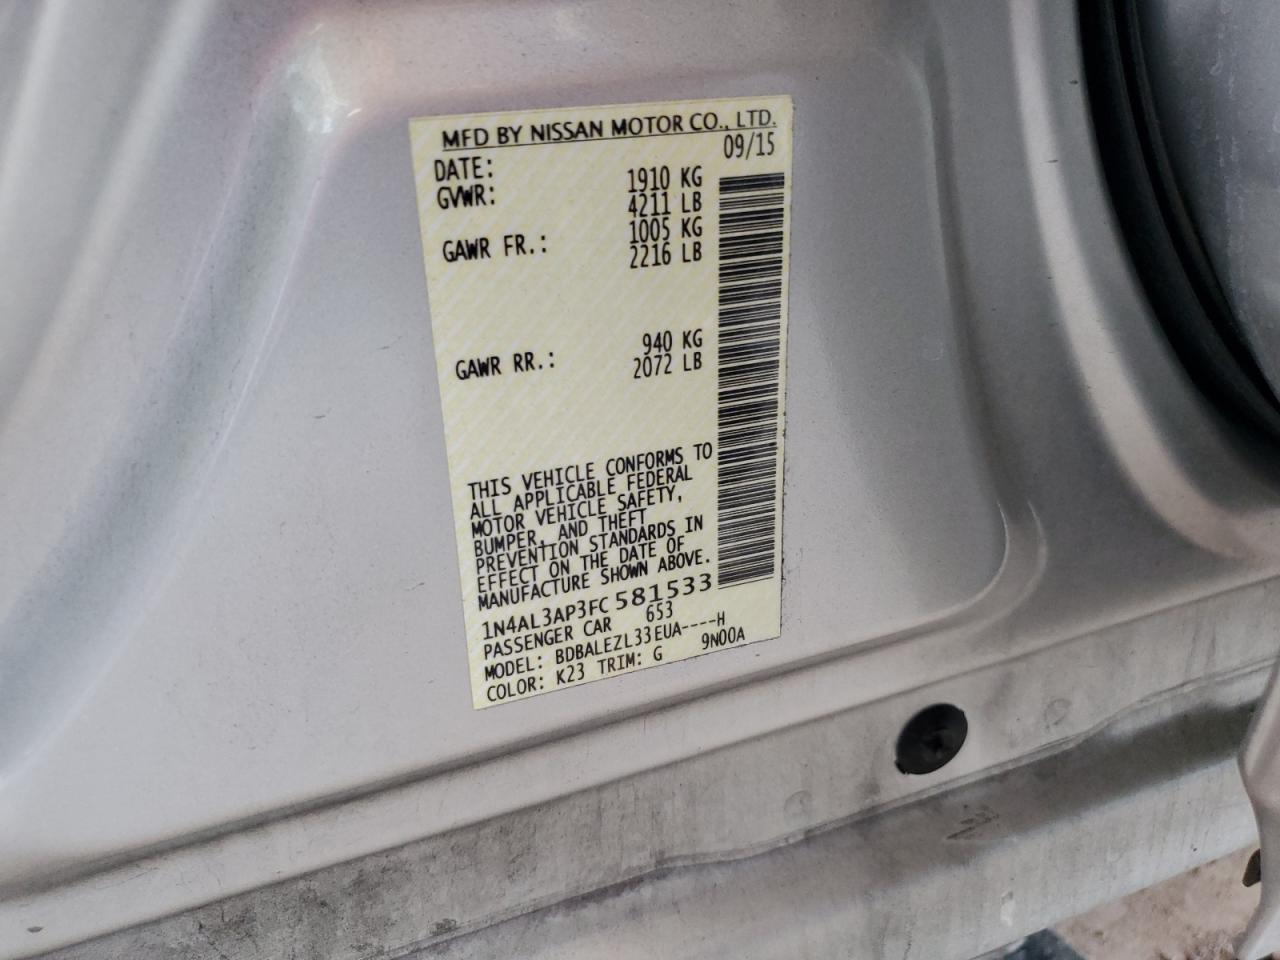 MFD BY NISSAN MOTOR CO., LTD.
DATE: 09/15
GVWR: 1910 KG
4211 LB
GAWR FR.: 1005 KG
2216 LB
GAWR RR.: 940 KG
2072 LB
THIS VEHICLE CONFORMS TO
ALL APPLICABLE FEDERAL
MOTOR VEHICLE SAFETY,
BUMPER, AND THEFT
PREVENTION STANDARDS IN
EFFECT ON THE DATE OF
MANUFACTURE SHOWN ABOVE.
1N4AL3AP3FC581533
PASSENGER CAR 653
MODEL: BDBALEZL33EUA----H
COLOR: K23 TRIM: G 9N00A